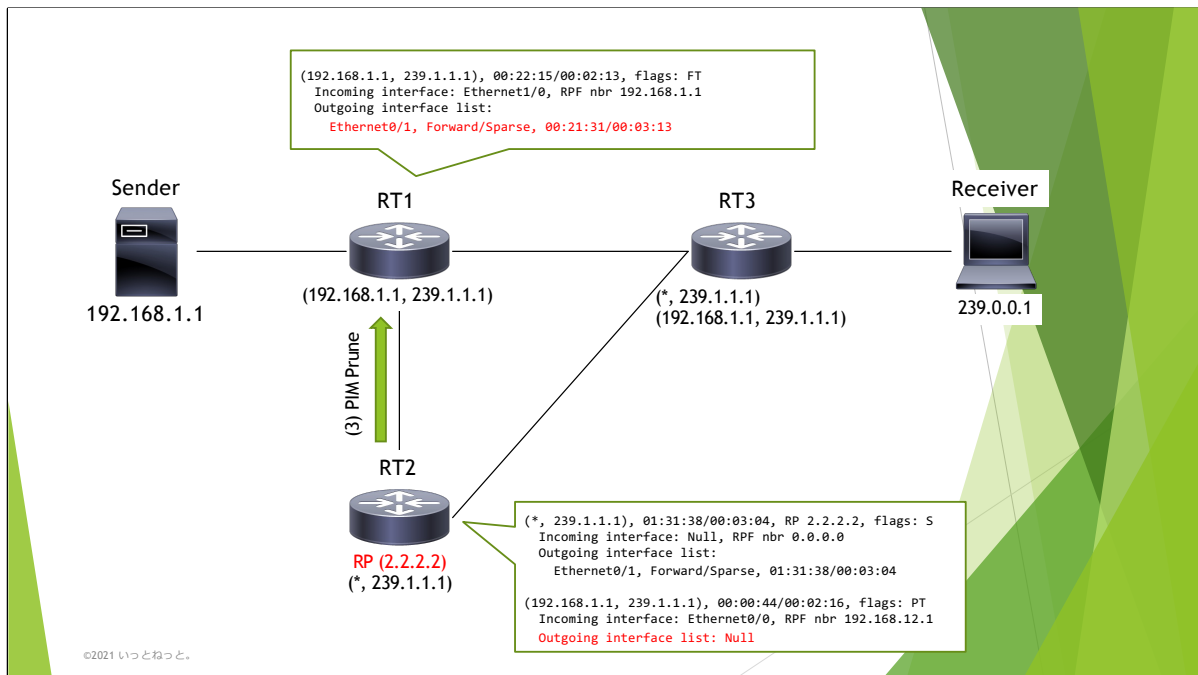 (192.168.1.1, 239.1.1.1), 00:22:15/00:02:13, flags: FT
Incoming interface: Ethernet1/0, RPF nbr 192.168.1.1
Outgoing interface list:
Ethernet0/1, Forward/Sparse, 00:21:31/00:03:13
Sender
RT1
RT3
Receiver
192.168.1.1
(192.168.1.1, 239.1.1.1)
(*, 239.1.1.1)
(192.168.1.1, 239.1.1.1)
239.0.0.1
(3) PIM Prune
RT2
RP (2.2.2.2)
(*, 239.1.1.1)
(*, 239.1.1.1), 01:31:38/00:03:04, RP 2.2.2.2, flags: S
Incoming interface: Null, RPF nbr 0.0.0.0
Outgoing interface list:
Ethernet0/1, Forward/Sparse, 01:31:38/00:03:04
(192.168.1.1, 239.1.1.1), 00:00:44/00:02:16, flags: PT
Incoming interface: Ethernet0/0, RPF nbr 192.168.12.1
Outgoing interface list: Null
©2021 いっとねっと。